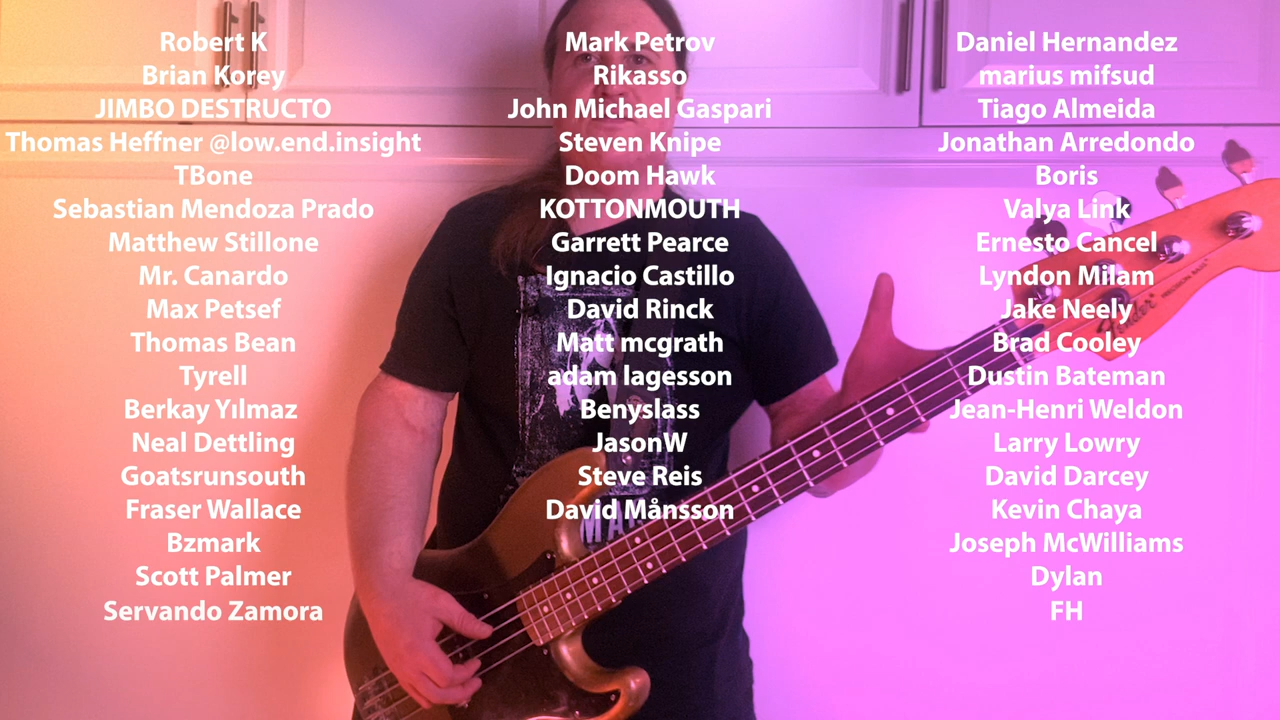 Robert K
Brian Korey
JIMBO DESTRUCTO
Thomas Heffner @low.end.insight
TBone
Sebastian Mendoza Prado
Matthew Stillone
Mr. Canardo
Max Petsef
Thomas Bean
Tyrell
Berkay Yılmaz
Neal Dettling
Goatsrunsouth
Fraser Wallace
Bzmark
Scott Palmer
Servando Zamora
Mark Petrov
Rikasso
John Michael Gaspari
Steven Knipe
Doom Hawk
KOTTONMOUTH
Garrett Pearce
Ignacio Castillo
David Rinck
Matt mcgrath
adam lagesson
Benyslass
JasonW
Steve Reis
David Månsson
Daniel Hernandez
marius mifsud
Tiago Almeida
Jonathan Arredondo
Boris
Valya Link
Ernesto Cancel
Lyndon Milam
Jake Neely
Brad Cooley
Dustin Bateman
Jean-Henri Weldon
Larry Lowry
David Darcey
Kevin Chaya
Joseph McWilliams
Dylan
FH
Fender
PRECISION BASS